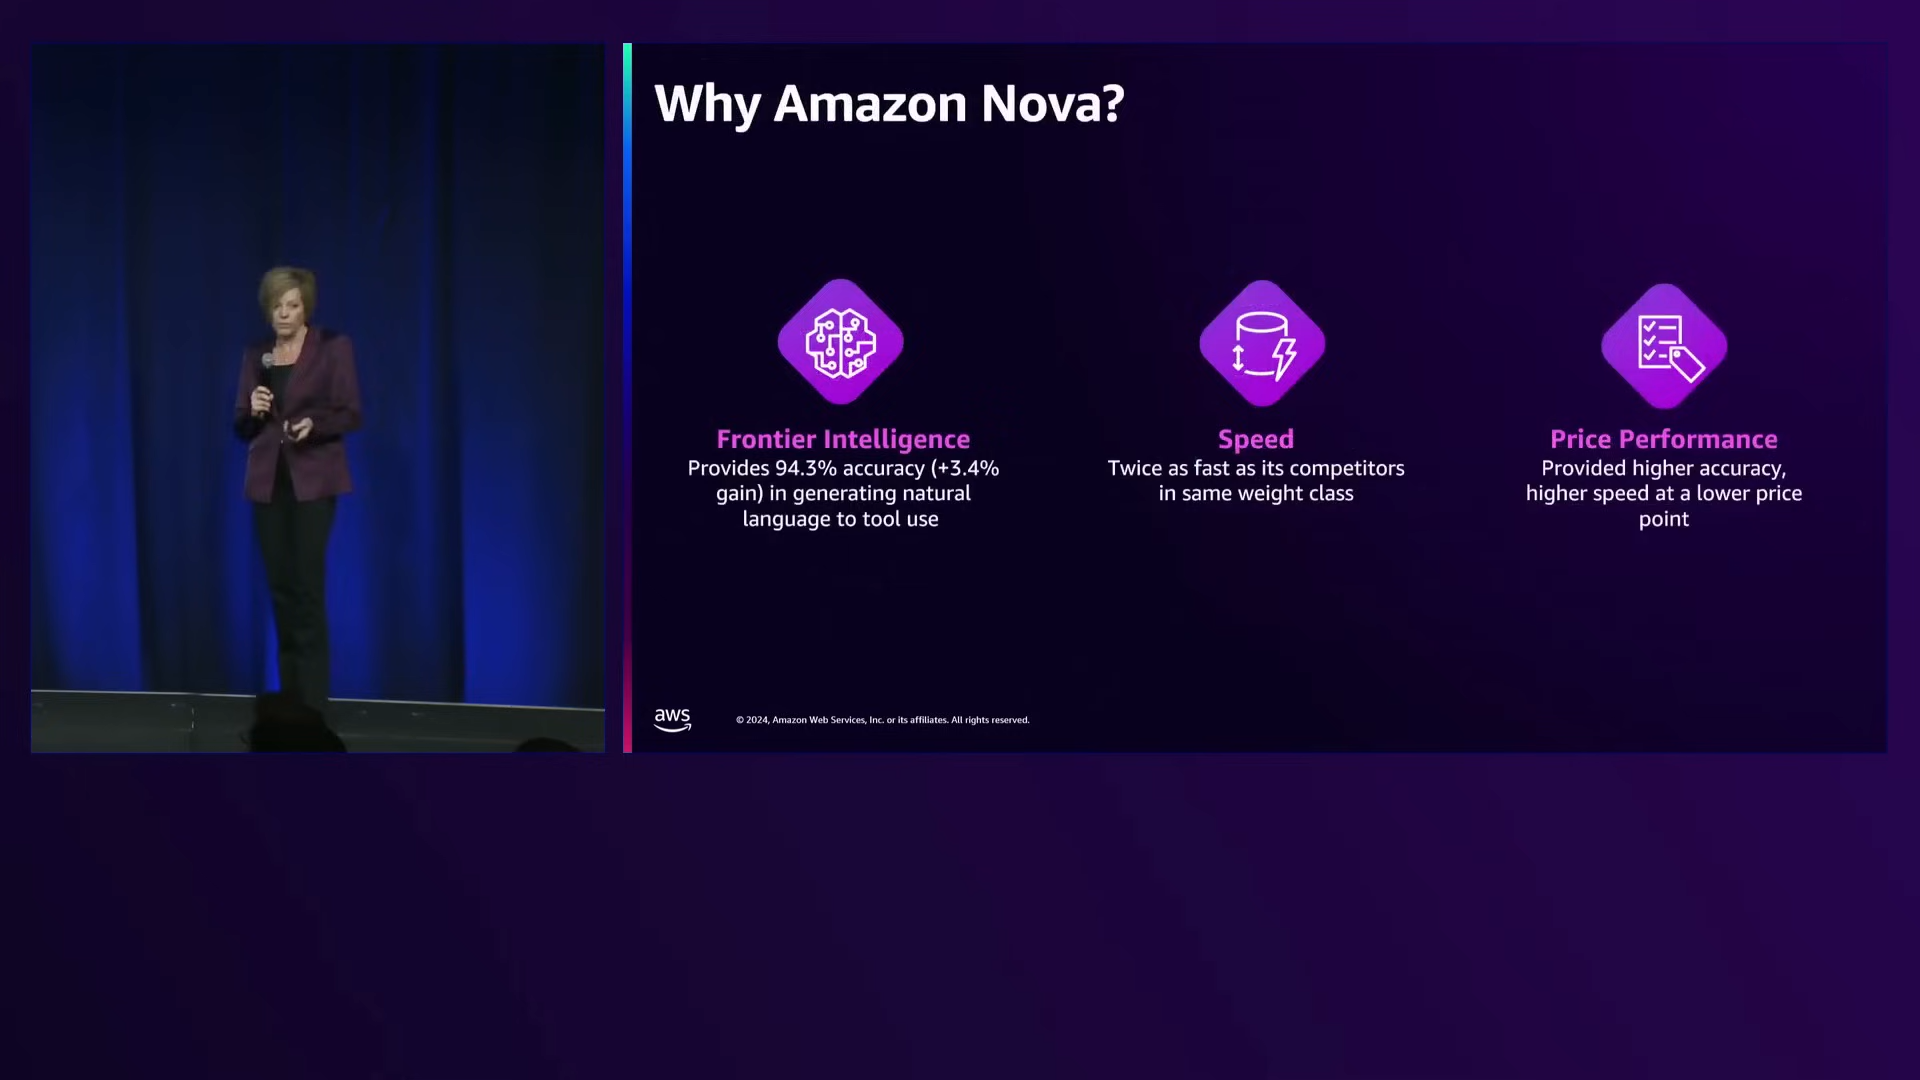 Why Amazon Nova?
Frontier Intelligence
Provides 94.3% accuracy (+3.4%
gain) in generating natural
language to tool use
Speed
Twice as fast as its competitors
in same weight class
Price Performance
Provided higher accuracy,
higher speed at a lower price
point
aws
© 2024, Amazon Web Services, Inc. or its affiliates. All rights reserved.